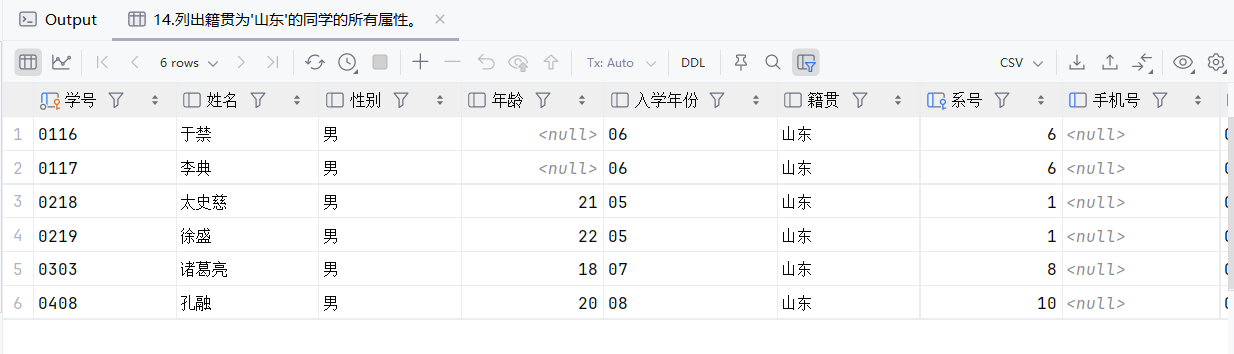 Output 14.列出籍贯为'山东'的同学的所有属性。
6 rows Tx: Auto DDL CSV
学号 姓名 性别 年龄 入学年份 籍贯 系号 手机号
1 0116 于禁 男 <null> 06 山东 6 <null>
2 0117 李典 男 <null> 06 山东 6 <null>
3 0218 太史慈 男 21 05 山东 1 <null>
4 0219 徐盛 男 22 05 山东 1 <null>
5 0303 诸葛亮 男 18 07 山东 8 <null>
6 0408 孔融 男 20 08 山东 10 <null>